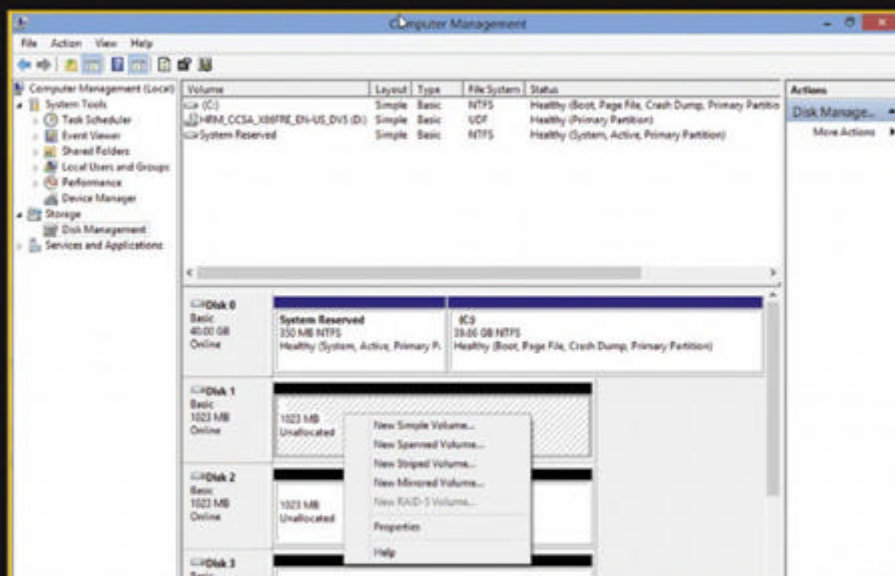 Computer Management
File Action View Help
Computer Management (Local)
System Tools
Task Scheduler
Event Viewer
Shared Folders
Local Users and Groups
Performance
Device Manager
Storage
Disk Management
Services and Applications
Volume Layout Type File System Status
(C:) Simple Basic NTFS Healthy (Boot, Page File, Crash Dump, Primary Partitio
HRM_CCSA_X86FRE_EN-US_DV5 (D:) Simple Basic UDF Healthy (Primary Partition)
System Reserved Simple Basic NTFS Healthy (System, Active, Primary Partition)
Actions
Disk Manage...
More Actions
Disk 0
Basic
40.00 GB
Online
System Reserved
350 MB NTFS
Healthy (System, Active, Primary P
(C:)
39.66 GB NTFS
Healthy (Boot, Page File, Crash Dump, Primary Partition)
Disk 1
Basic
1023 MB
Online
1023 MB
Unallocated
New Simple Volume...
New Spanned Volume...
New Striped Volume...
New Mirrored Volume...
New RAID-5 Volume...
Properties
Help
Disk 2
Basic
1023 MB
Online
1023 MB
Unallocated
Disk 3
Basic